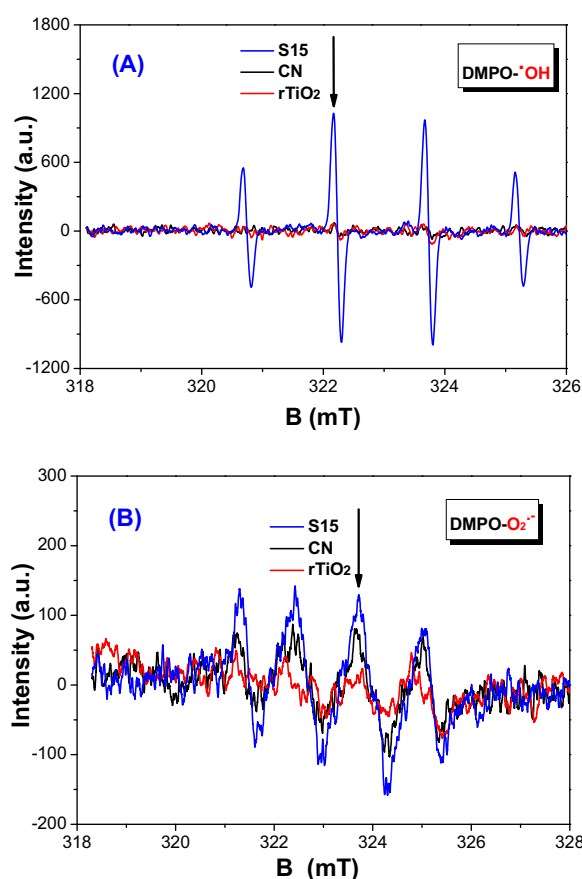 (A)
S15
CN
rTiO₂
DMPO-•OH
Intensity (a.u.)
1800
1200
600
0
-600
-1200
318
320
322
324
326
B (mT)
(B)
S15
CN
rTiO₂
DMPO-O₂•-
Intensity (a.u.)
300
200
100
0
-100
-200
318
320
322
324
326
328
B (mT)